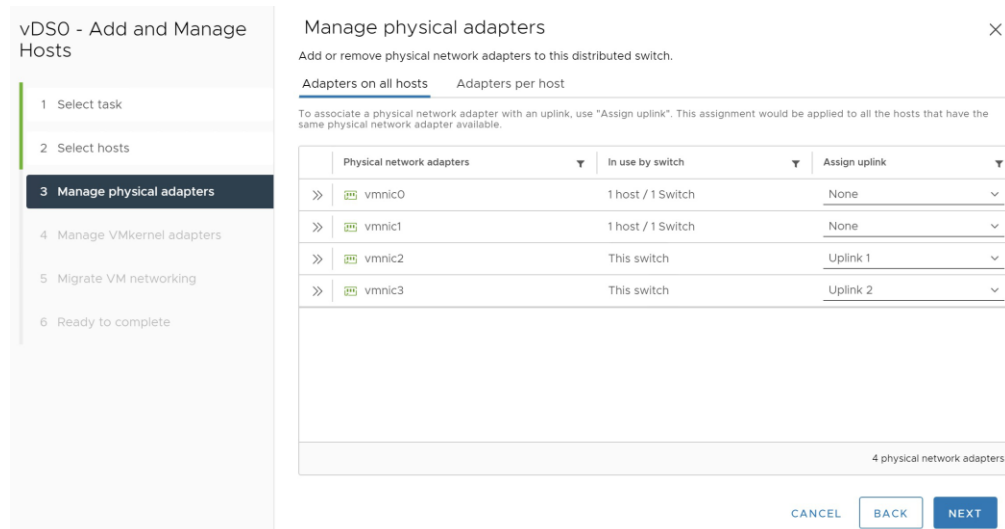 vDS0 - Add and Manage
Hosts
1 Select task
2 Select hosts
3 Manage physical adapters
4 Manage VMkernel adapters
5 Migrate VM networking
6 Ready to complete
Manage physical adapters
Add or remove physical network adapters to this distributed switch.
Adapters on all hosts Adapters per host
To associate a physical network adapter with an uplink, use "Assign uplink". This assignment would be applied to all the hosts that have the
same physical network adapter available.
Physical network adapters In use by switch Assign uplink
vmnic0 1 host / 1 Switch None
vmnic1 1 host / 1 Switch None
vmnic2 This switch Uplink 1
vmnic3 This switch Uplink 2
4 physical network adapters
CANCEL BACK NEXT